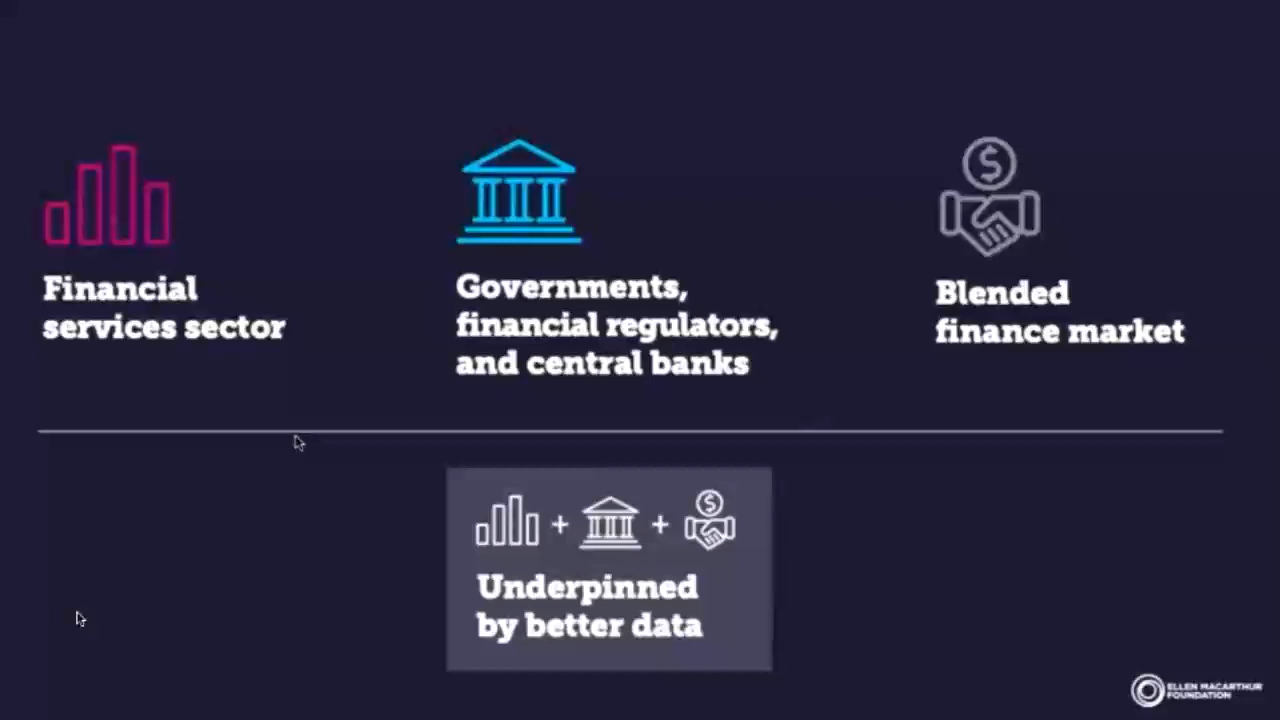 Financial
services sector
Governments,
financial regulators,
and central banks
Blended
finance market
$
+ + $
Underpinned
by better data
ELLEN MACARTHUR
FOUNDATION